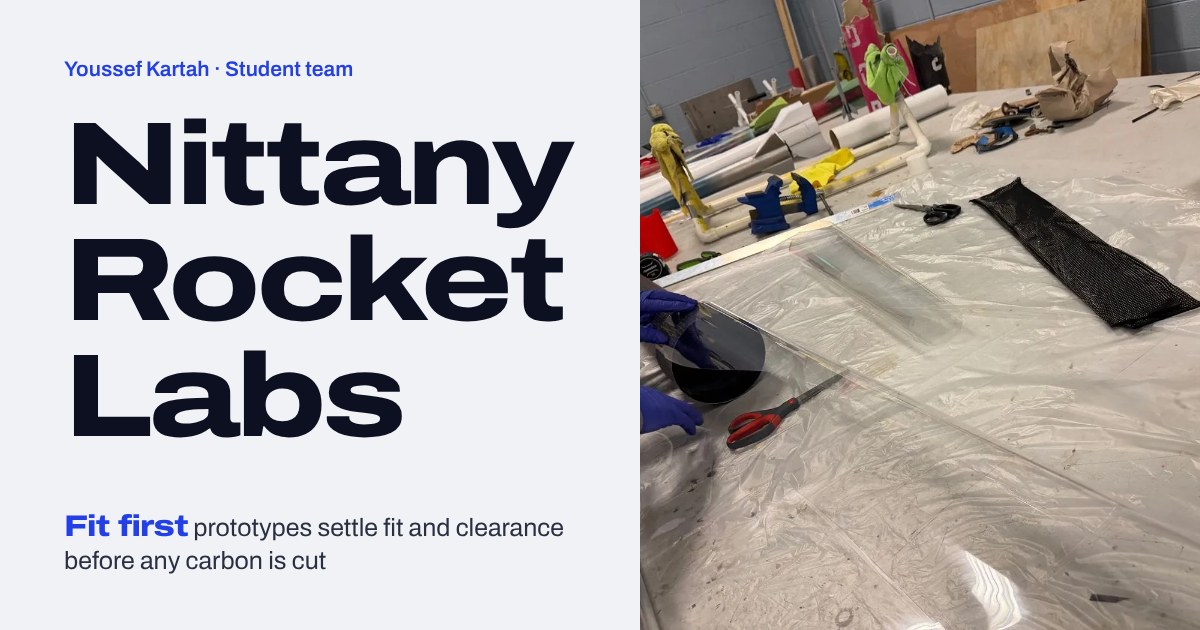 Youssef Kartah · Student team
Nittany
Rocket
Labs
Fit first prototypes settle fit and clearance
before any carbon is cut